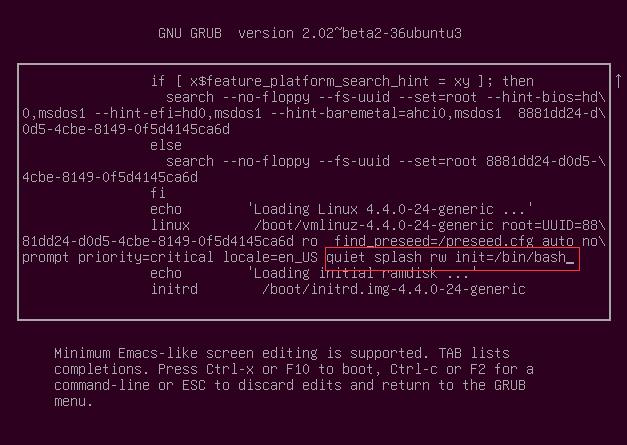 GNU GRUB  version 2.02~beta2-36ubuntu3
if [ x$feature_platform_search_hint = xy ]; then
search --no-floppy --fs-uuid --set=root --hint-bios=hd\
0,msdos1 --hint-efi=hd0,msdos1 --hint-baremetal=ahci0,msdos1  8881dd24-d\
0d5-4cbe-8149-0f5d4145ca6d
else
search --no-floppy --fs-uuid --set=root 8881dd24-d0d5-\
4cbe-8149-0f5d4145ca6d
fi
echo 'Loading Linux 4.4.0-24-generic ...'
linux /boot/vmlinuz-4.4.0-24-generic root=UUID=88\
81dd24-d0d5-4cbe-8149-0f5d4145ca6d ro  find_preseed=/preseed.cfg auto no\
prompt priority=critical locale=en_US quiet splash rw init=/bin/bash_
echo 'Loading initial ramdisk ...'
initrd /boot/initrd.img-4.4.0-24-generic
Minimum Emacs-like screen editing is supported. TAB lists
completions. Press Ctrl-x or F10 to boot, Ctrl-c or F2 for a
command-line or ESC to discard edits and return to the GRUB
menu.